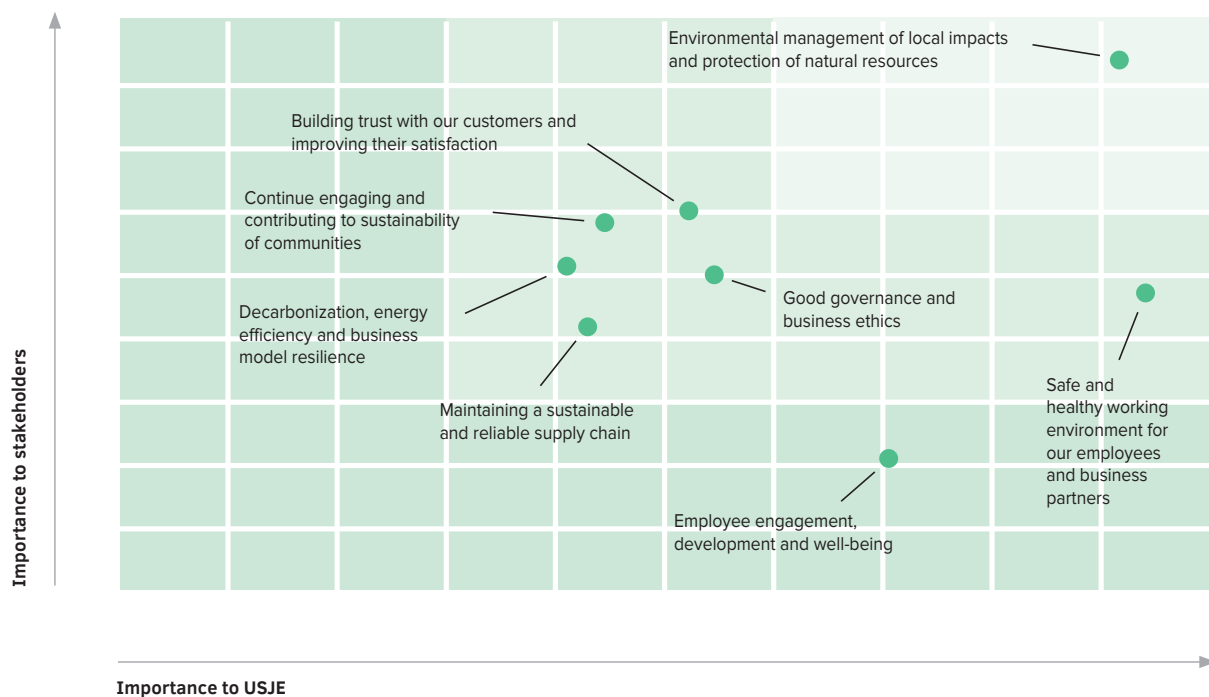 Environmental management of local impacts
and protection of natural resources
Building trust with our customers and
improving their satisfaction
Continue engaging and
contributing to sustainability
of communities
Decarbonization, energy
efficiency and business
model resilience
Good governance and
business ethics
Maintaining a sustainable
and reliable supply chain
Safe and
healthy working
environment for
our employees
and business
partners
Employee engagement,
development and well-being
Importance to stakeholders
Importance to USJE